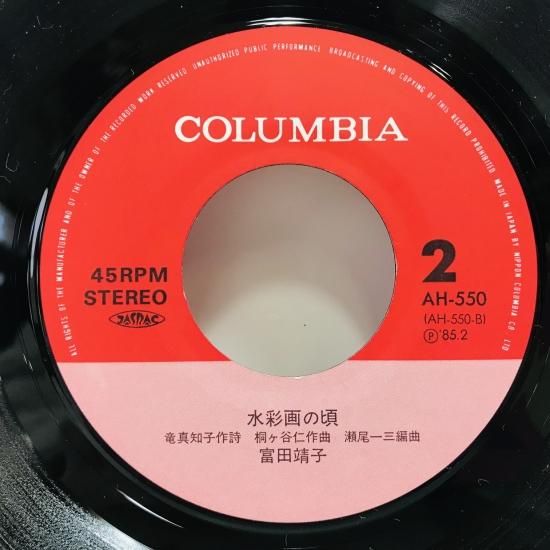 ALL RIGHTS OF THE MANUFACTURER AND OF THE OWNER OF THE RECORDED WORK RESERVED UNAUTHORIZED PUBLIC PERFORMANCE BROADCASTING AND COPYING OF THIS RECORD PROHIBITED MADE IN JAPAN BY NIPPON COLUMBIA CO LTD
COLUMBIA
45RPM
STEREO
JASRAC
2
AH-550
(AH-550-B)
Ⓟ'85.2
水彩画の頃
竜真知子作詩 桐ヶ谷仁作曲 瀬尾一三編曲
富田靖子